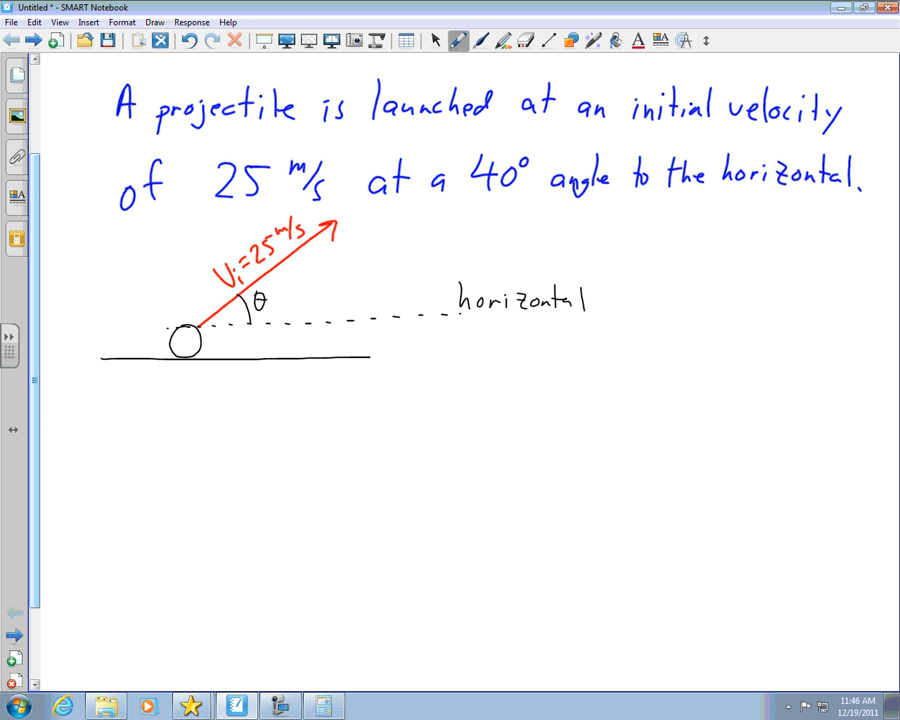 Untitled * - SMART Notebook
File Edit View Insert Format Draw Response Help
A projectile is launched at an initial velocity
of 25 m/s at a 40° angle to the horizontal.
Vi=25 m/s
θ
horizontal
11:46 AM
12/19/2011